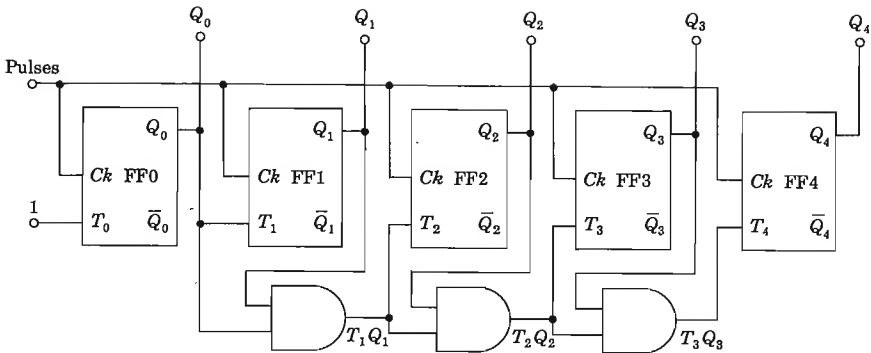 Q₀ Q₁ Q₂ Q₃ Q₄
Pulses
Q₀ Q₁ Q₂ Q₃ Q₄
Ck FF0 Ck FF1 Ck FF2 Ck FF3 Ck FF4
1 T₀ Q̅₀ T₁ Q̅₁ T₂ Q̅₂ T₃ Q̅₃ T₄ Q̅₄
T₁Q₁ T₂Q₂ T₃Q₃